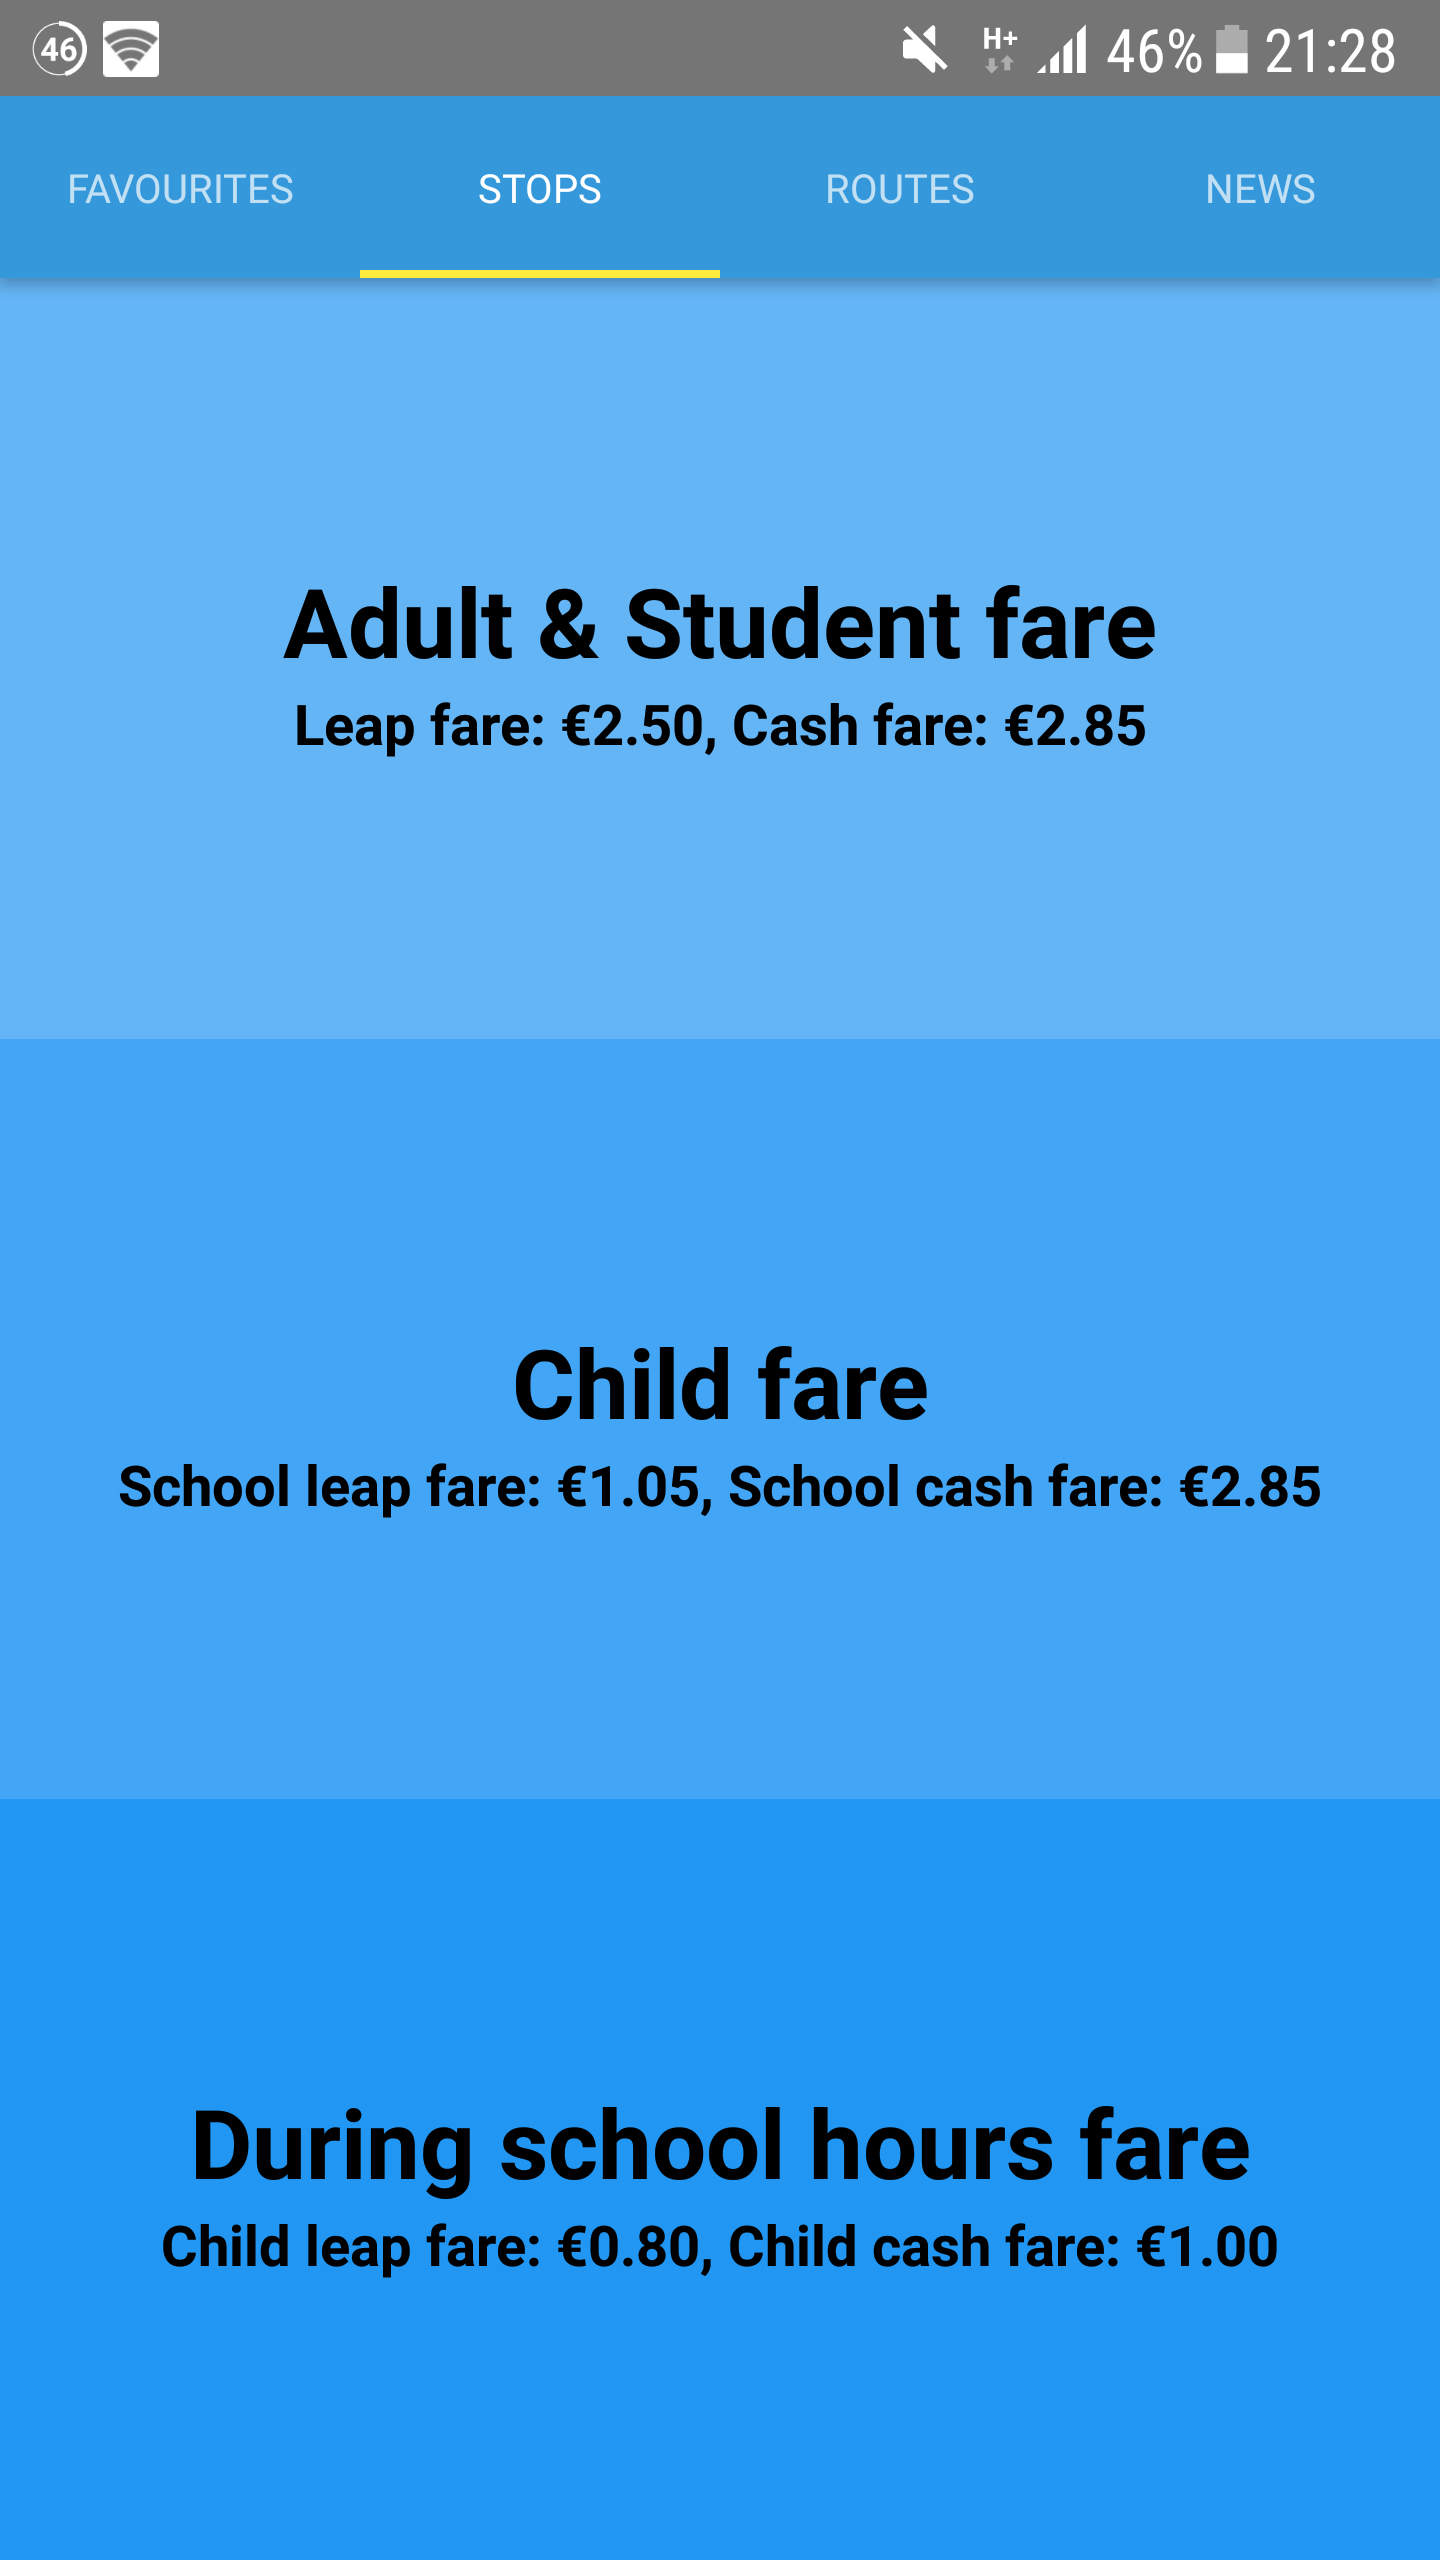 46
H+
46% 21:28
FAVOURITES STOPS ROUTES NEWS
Adult & Student fare
Leap fare: €2.50, Cash fare: €2.85
Child fare
School leap fare: €1.05, School cash fare: €2.85
During school hours fare
Child leap fare: €0.80, Child cash fare: €1.00